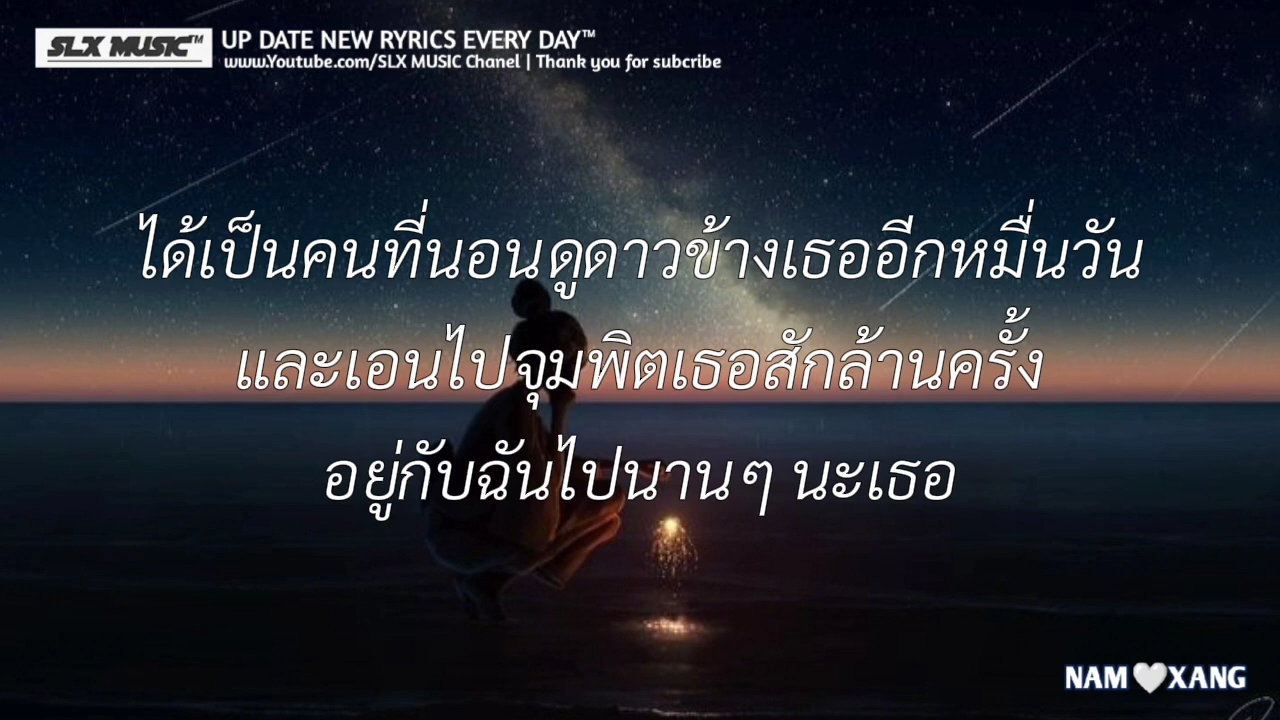 SLX MUSIC™
UP DATE NEW RYRICS EVERY DAY™
www.Youtube.com/SLX MUSIC Chanel | Thank you for subcribe
ได้เป็นคนที่นอนดูดาวข้างเธออีกหมื่นวัน
และเอนไปจุมพิตเธอสักล้านครั้ง
อยู่กับฉันไปนานๆ นะเธอ
NAM🤍XANG